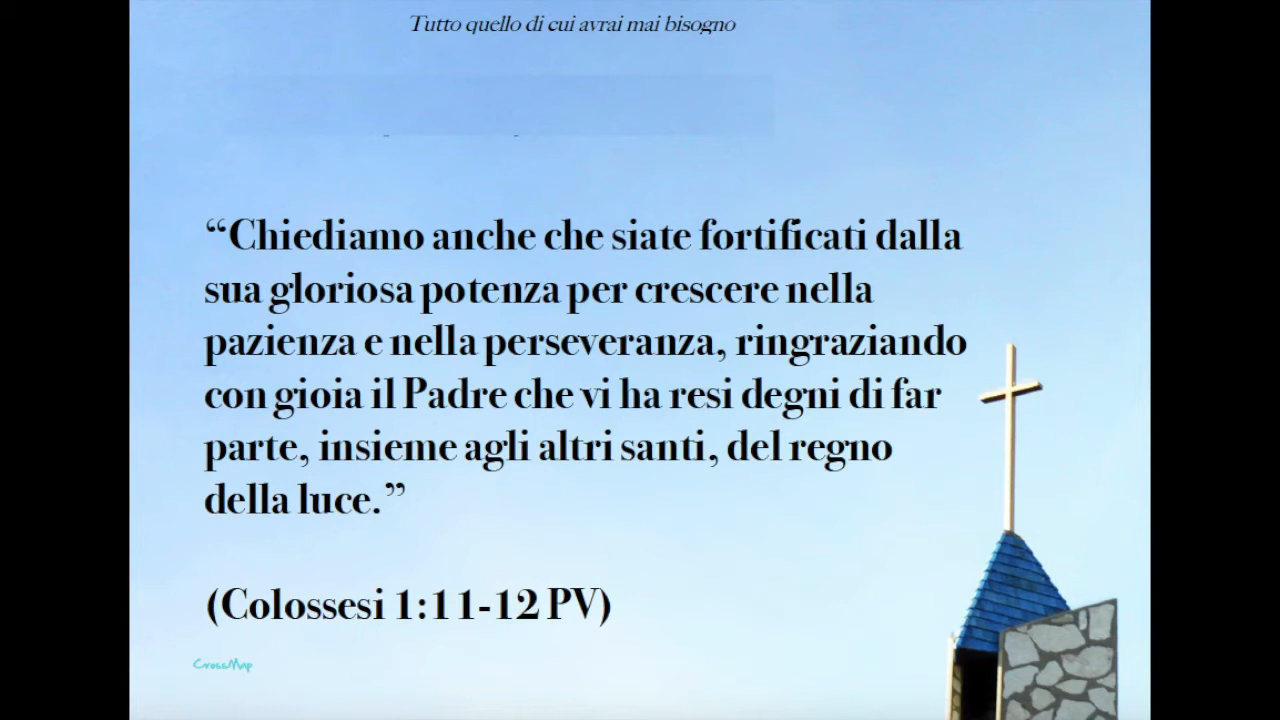 Tutto quello di cui avrai mai bisogno
“Chiediamo anche che siate fortificati dalla
sua gloriosa potenza per crescere nella
pazienza e nella perseveranza, ringraziando
con gioia il Padre che vi ha resi degni di far
parte, insieme agli altri santi, del regno
della luce.”
(Colossesi 1:11-12 PV)
CrossMap